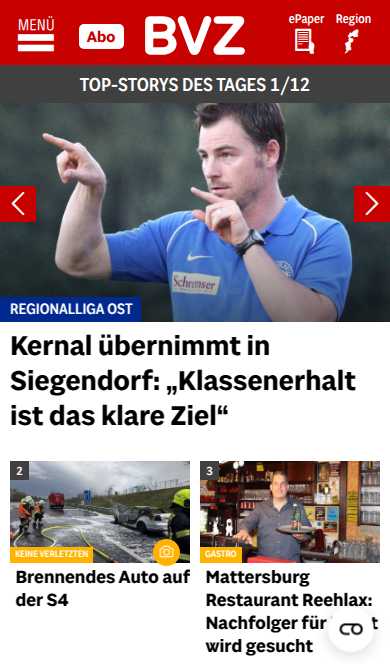 MENÜ
Abo
BVZ
ePaper
Region
TOP-STORYS DES TAGES 1/12
Schremser
REGIONALLIGA OST
Kernal übernimmt in
Siegendorf: „Klassenerhalt
ist das klare Ziel“
2
KEINE VERLETZTEN
Brennendes Auto auf
der S4
3
GASTRO
Mattersburg
Restaurant Reehlax:
Nachfolger für
wird gesucht